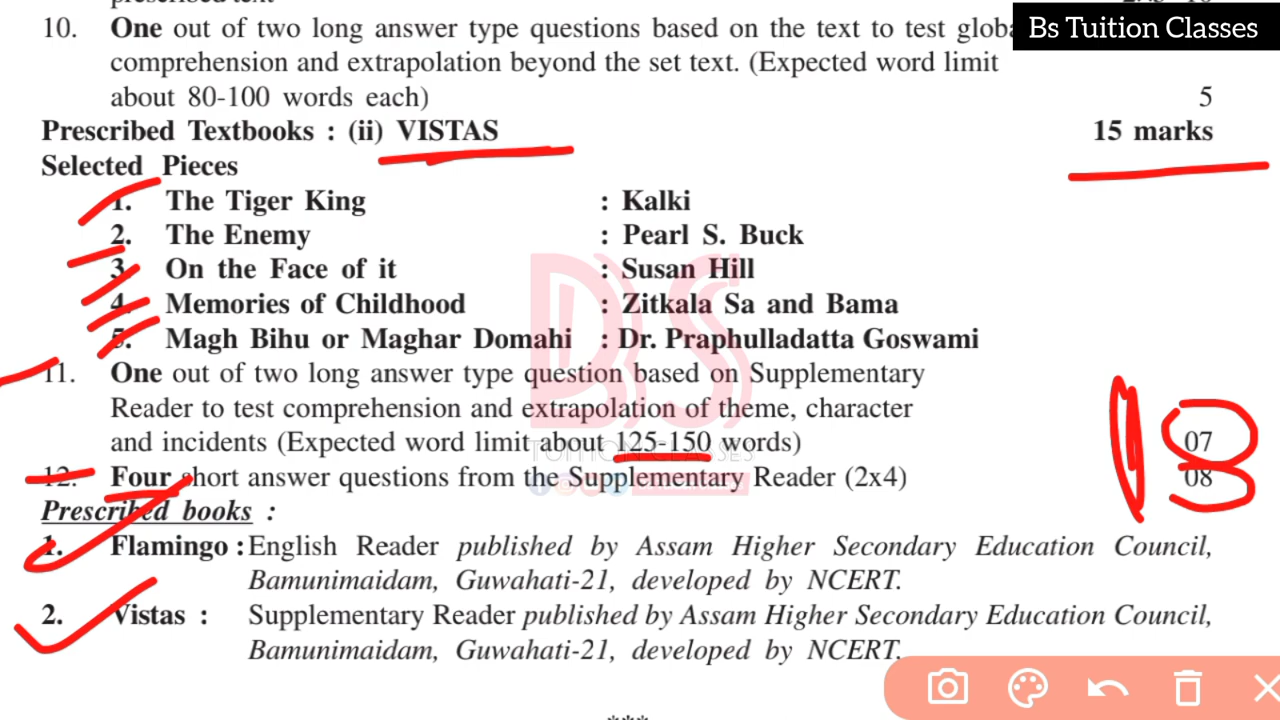 prescribed text
Bs Tuition Classes
10. One out of two long answer type questions based on the text to test globa
comprehension and extrapolation beyond the set text. (Expected word limit
about 80-100 words each) 5
Prescribed Textbooks : (ii) VISTAS 15 marks
Selected Pieces
1. The Tiger King : Kalki
2. The Enemy : Pearl S. Buck
3. On the Face of it : Susan Hill
4. Memories of Childhood : Zitkala Sa and Bama
5. Magh Bihu or Maghar Domahi : Dr. Praphulladatta Goswami
11. One out of two long answer type question based on Supplementary
Reader to test comprehension and extrapolation of theme, character
and incidents (Expected word limit about 125-150 words) 07
12. Four short answer questions from the Supplementary Reader (2x4) 08
Prescribed books :
1. Flamingo : English Reader published by Assam Higher Secondary Education Council,
Bamunimaidam, Guwahati-21, developed by NCERT.
2. Vistas : Supplementary Reader published by Assam Higher Secondary Education Council,
Bamunimaidam, Guwahati-21, developed by NCERT.
***
BS
TUITION CLASSES